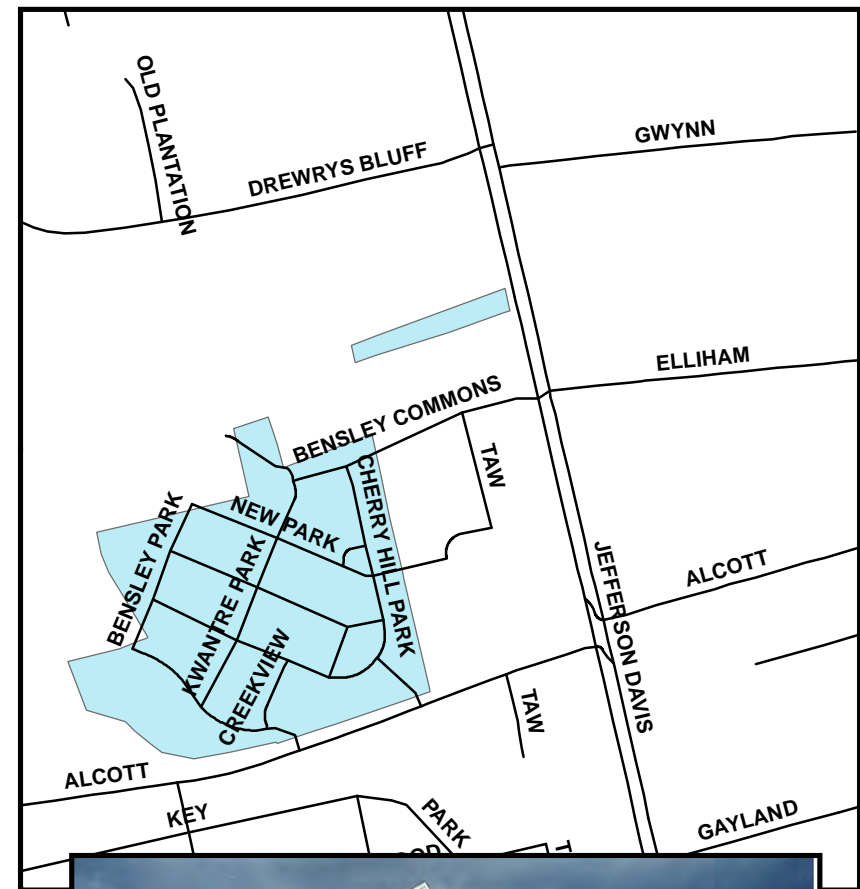 OLD PLANTATION
GWYNN
DREWRYS BLUFF
ELLIHAM
BENSLEY COMMONS
TAW
CHERRY HILL PARK
NEW PARK
BENSLEY PARK
KWANTRE PARK
JEFFERSON DAVIS
ALCOTT
CREEKVIEW
TAW
ALCOTT
KEY
PARK
GAYLAND